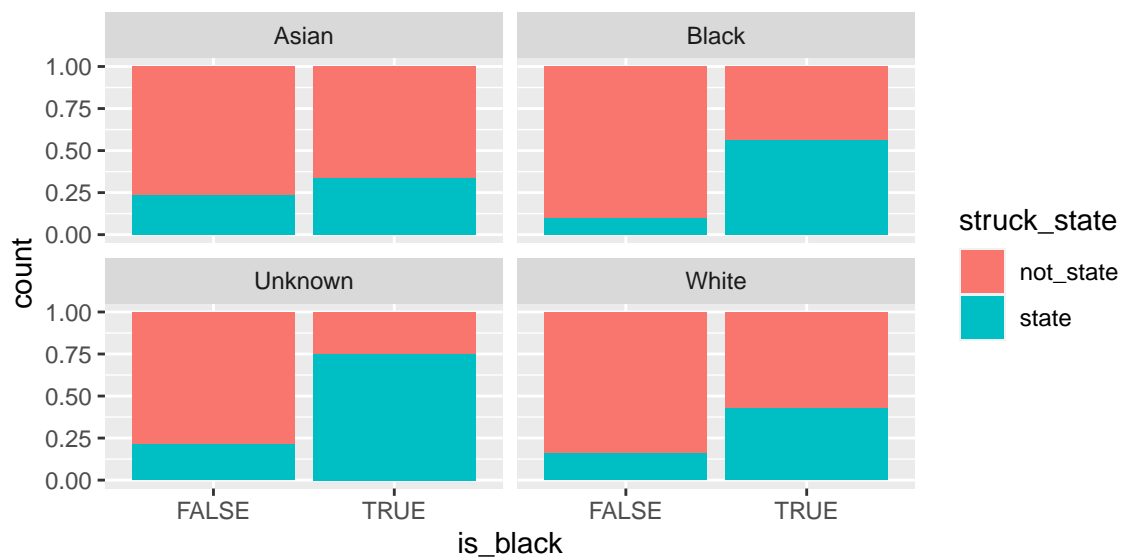 Asian
Black
1.00
0.75
0.50
0.25
0.00
count
Unknown
White
1.00
0.75
0.50
0.25
0.00
FALSE
TRUE
FALSE
TRUE
is_black
struck_state
not_state
state